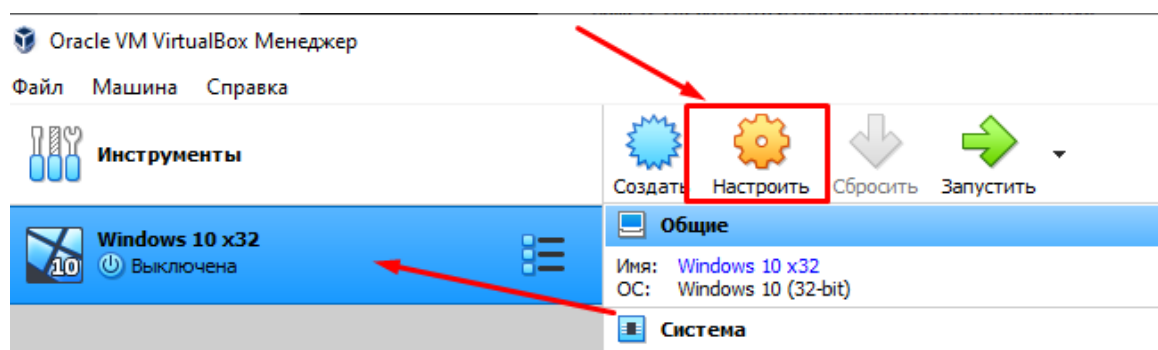 Oracle VM VirtualBox Менеджер
Файл Машина Справка
Инструменты
Создать Настроить Сбросить Запустить
Windows 10 x32
10 Выключена
Общие
Имя: Windows 10 x32
ОС: Windows 10 (32-bit)
Система